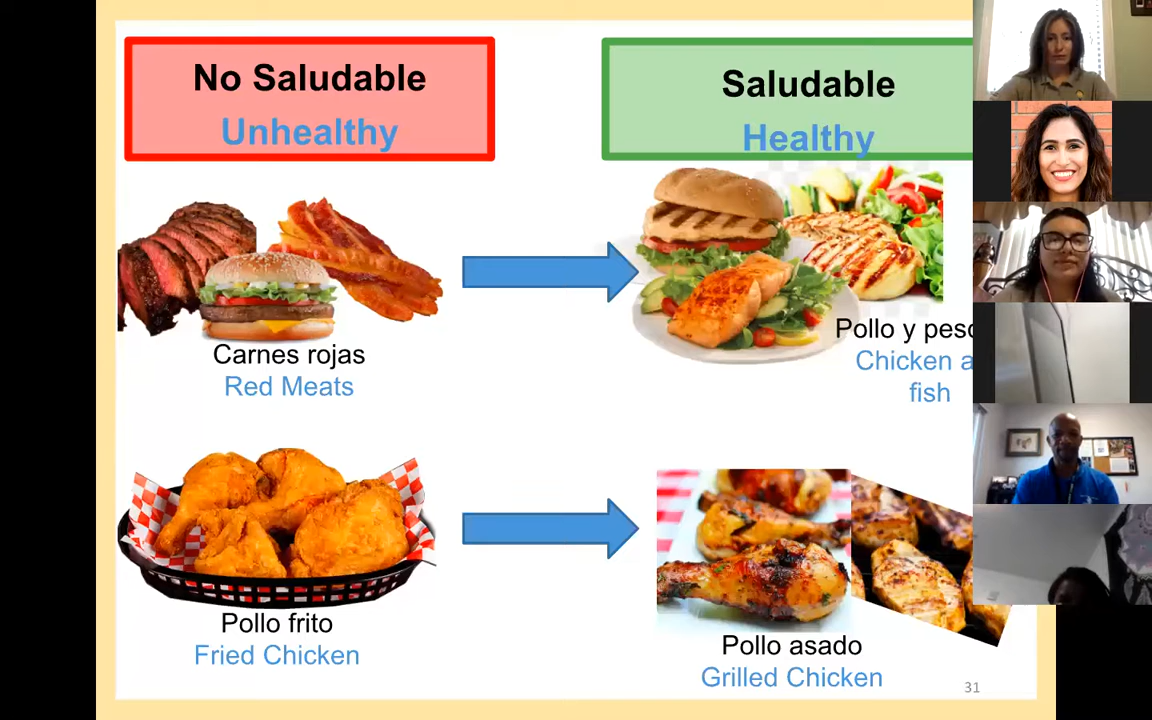 No Saludable
Unhealthy
Saludable
Healthy
Carnes rojas
Red Meats
Pollo y
Chicken
fish
Pollo frito
Fried Chicken
Pollo asado
Grilled Chicken
31